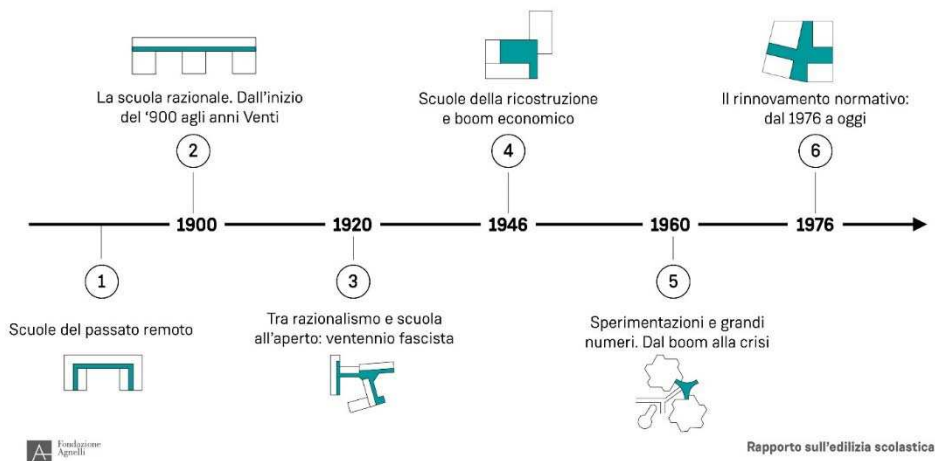 La scuola razionale. Dall'inizio
del '900 agli anni Venti
2
Scuole della ricostruzione
e boom economico
4
Il rinnovamento normativo:
dal 1976 a oggi
6
1900
1920
1946
1960
1976
1
Scuole del passato remoto
3
Tra razionalismo e scuola
all'aperto: ventennio fascista
5
Sperimentazioni e grandi
numeri. Dal boom alla crisi
A
Fondazione
Agnelli
Rapporto sull'edilizia scolastica